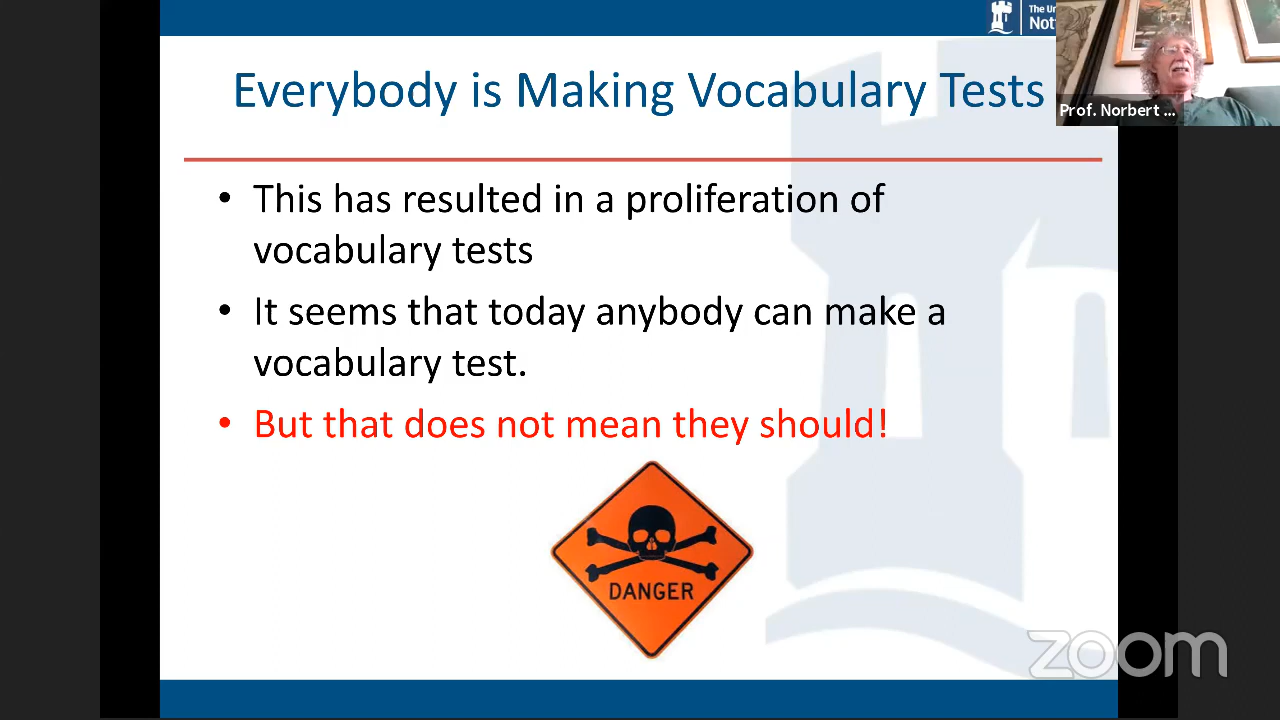 The Un
Nott
Everybody is Making Vocabulary Tests
Prof. Norbert ...
• This has resulted in a proliferation of
vocabulary tests
• It seems that today anybody can make a
vocabulary test.
• But that does not mean they should!
DANGER
zoom